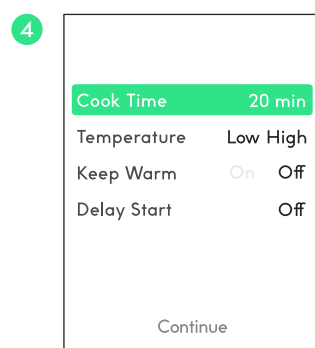 4
Cook Time 20 min
Temperature Low High
Keep Warm On Off
Delay Start Off
Continue